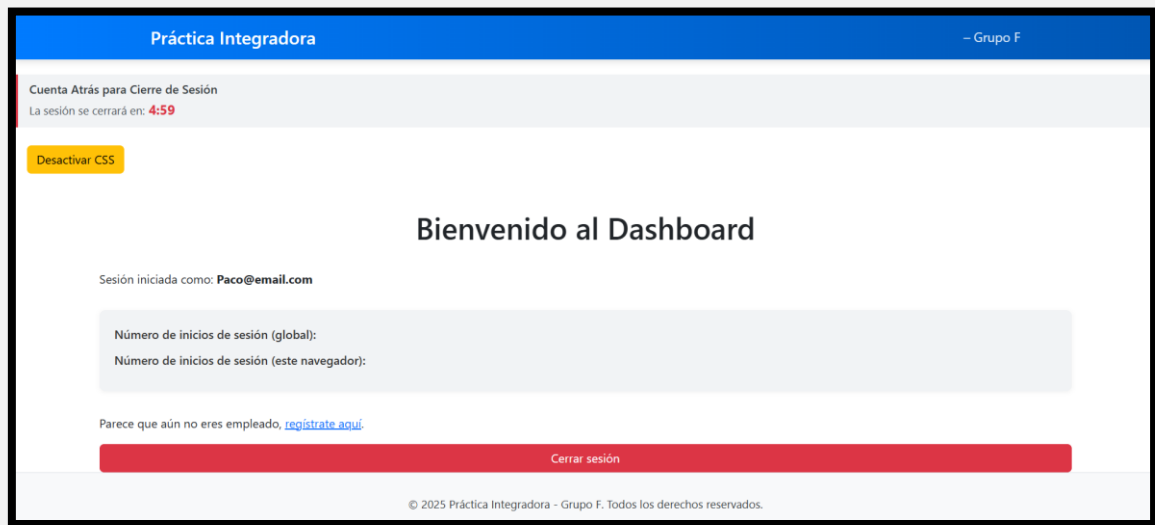 Práctica Integradora
– Grupo F
Cuenta Atrás para Cierre de Sesión
La sesión se cerrará en: 4:59
Desactivar CSS
Bienvenido al Dashboard
Sesión iniciada como: Paco@email.com
Número de inicios de sesión (global):
Número de inicios de sesión (este navegador):
Parece que aún no eres empleado, regístrate aquí.
Cerrar sesión
© 2025 Práctica Integradora - Grupo F. Todos los derechos reservados.